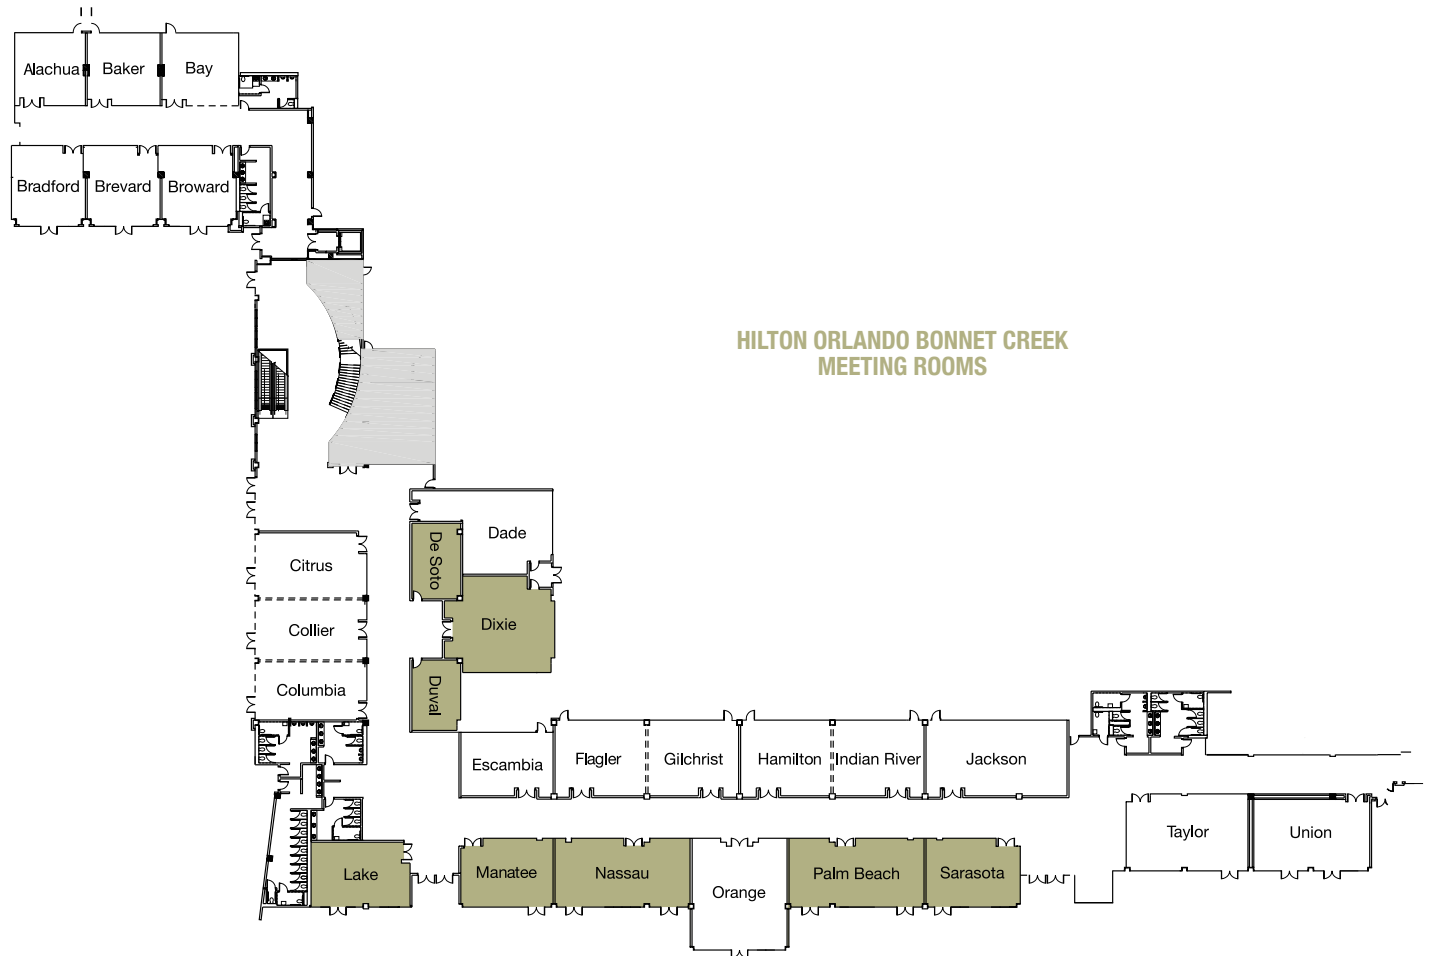 Alachua
Baker
Bay
Bradford
Brevard
Broward
HILTON ORLANDO BONNET CREEK
MEETING ROOMS
Dade
De Soto
Citrus
Dixie
Collier
Duval
Columbia
Escambia
Flagler
Gilchrist
Hamilton
Indian River
Jackson
Taylor
Union
Lake
Manatee
Nassau
Orange
Palm Beach
Sarasota